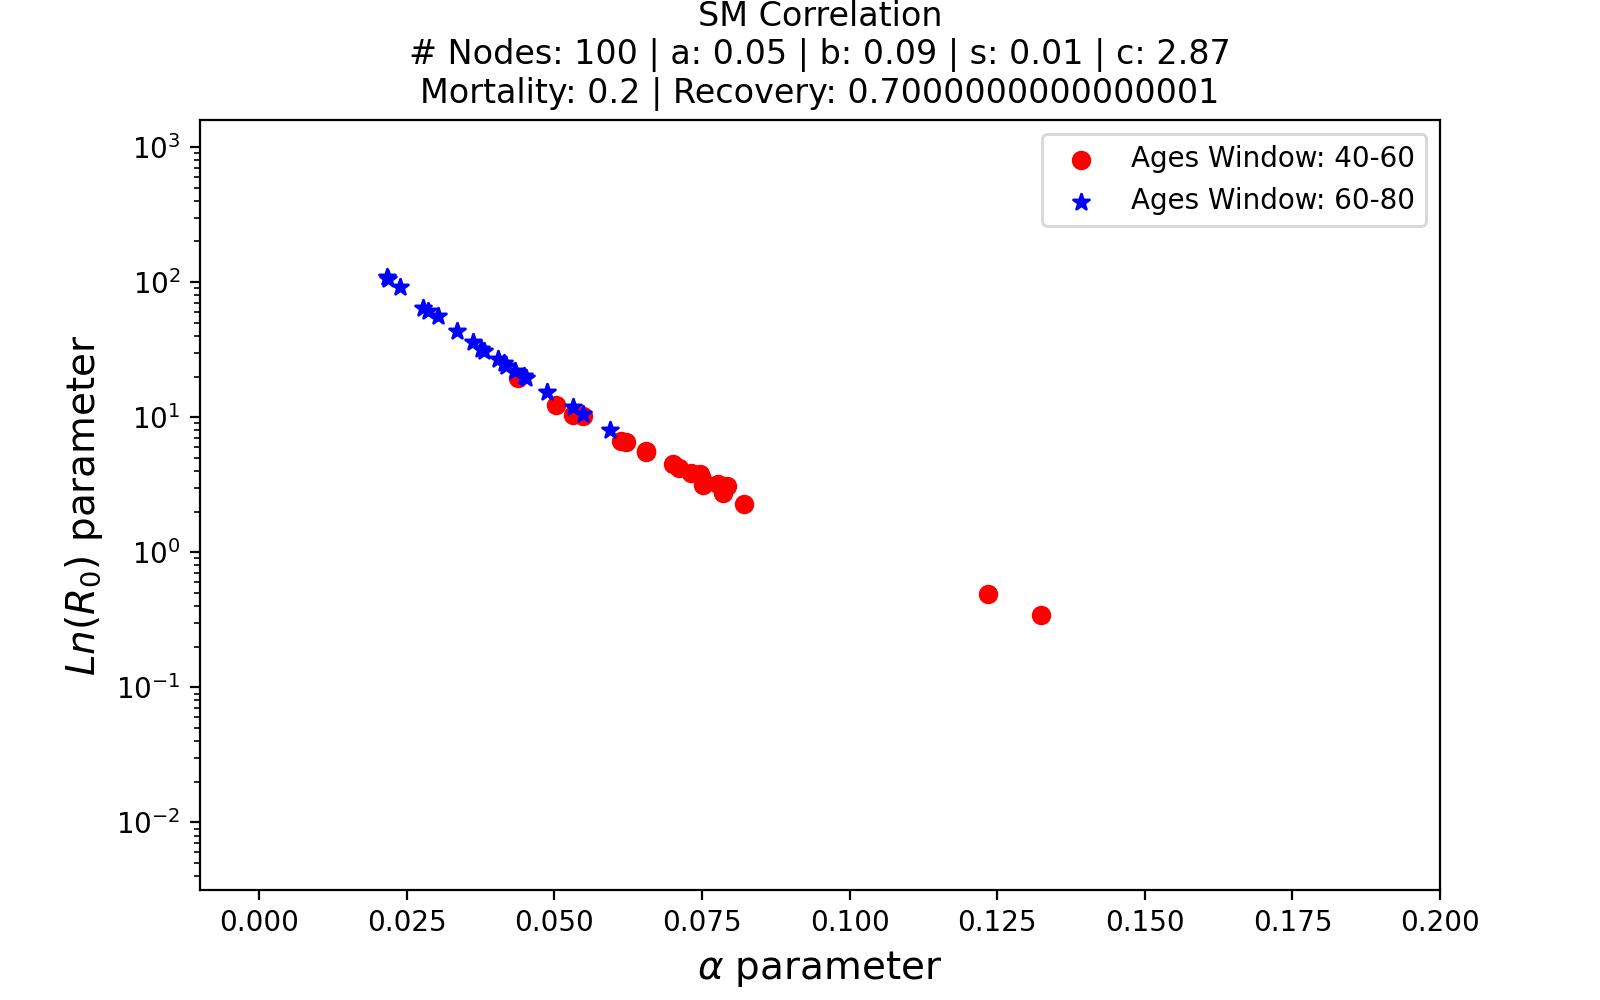 SM Correlation
# Nodes: 100 | a: 0.05 | b: 0.09 | s: 0.01 | c: 2.87
Mortality: 0.2 | Recovery: 0.7000000000000001
Ages Window: 40-60
Ages Window: 60-80
Ln(R₀) parameter
10³
10²
10¹
10⁰
10⁻¹
10⁻²
0.000 0.025 0.050 0.075 0.100 0.125 0.150 0.175 0.200
α parameter